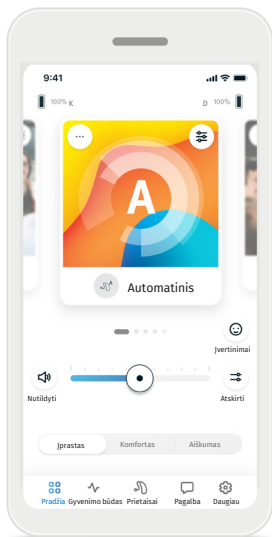 9:41
100% K
D 100%
A
Automatinis
Įvertinimai
Nutildyti
Atskirti
Įprastas Komfortas Aiškumas
Pradžia Gyvenimo būdas Prietaisai Pagalba Daugiau